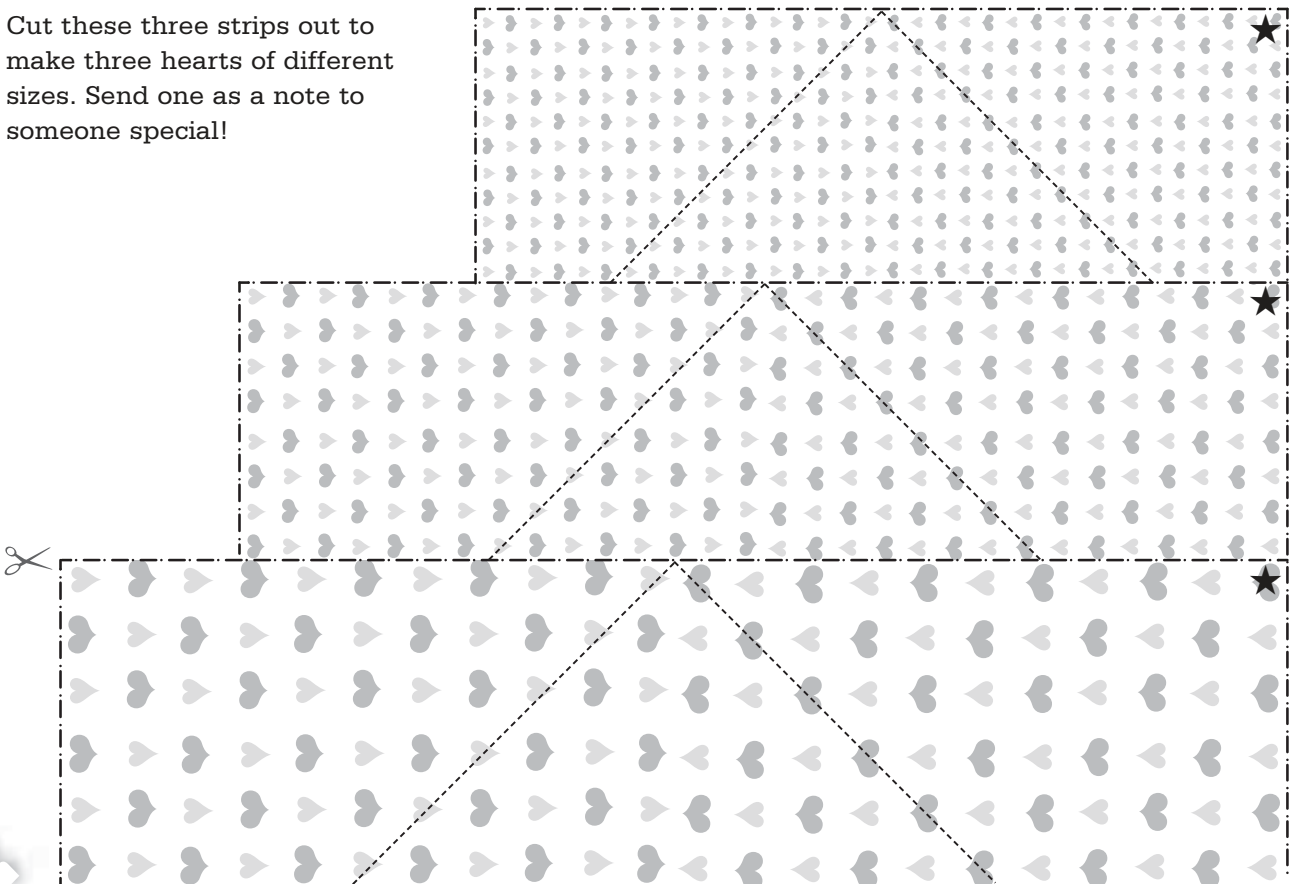 Cut these three strips out to
make three hearts of different
sizes. Send one as a note to
someone special!